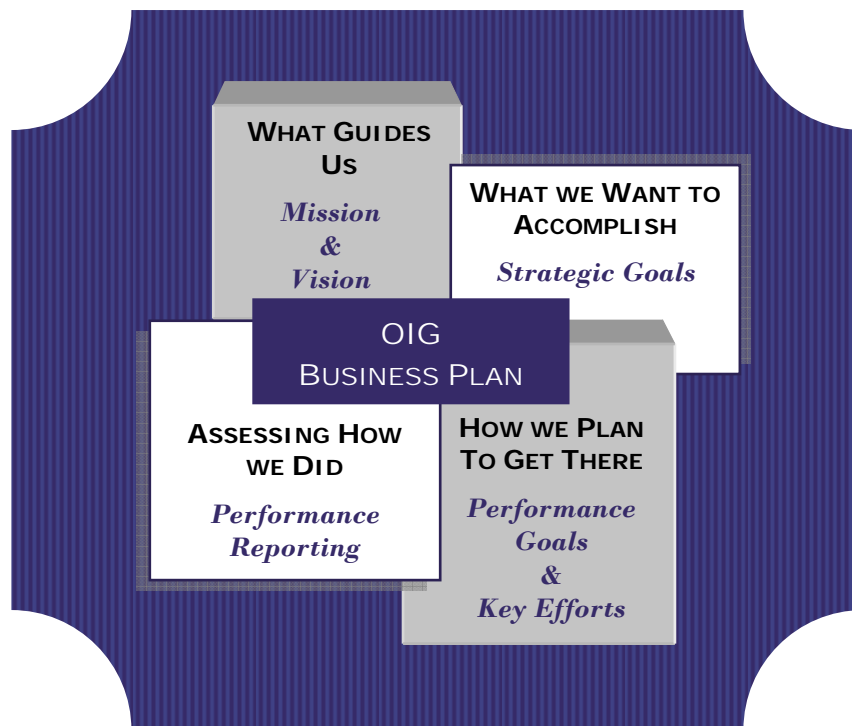 WHAT GUIDES
US
Mission
&
Vision
WHAT WE WANT TO
ACCOMPLISH
Strategic Goals
OIG
BUSINESS PLAN
ASSESSING HOW
WE DID
Performance
Reporting
HOW WE PLAN
TO GET THERE
Performance
Goals
&
Key Efforts